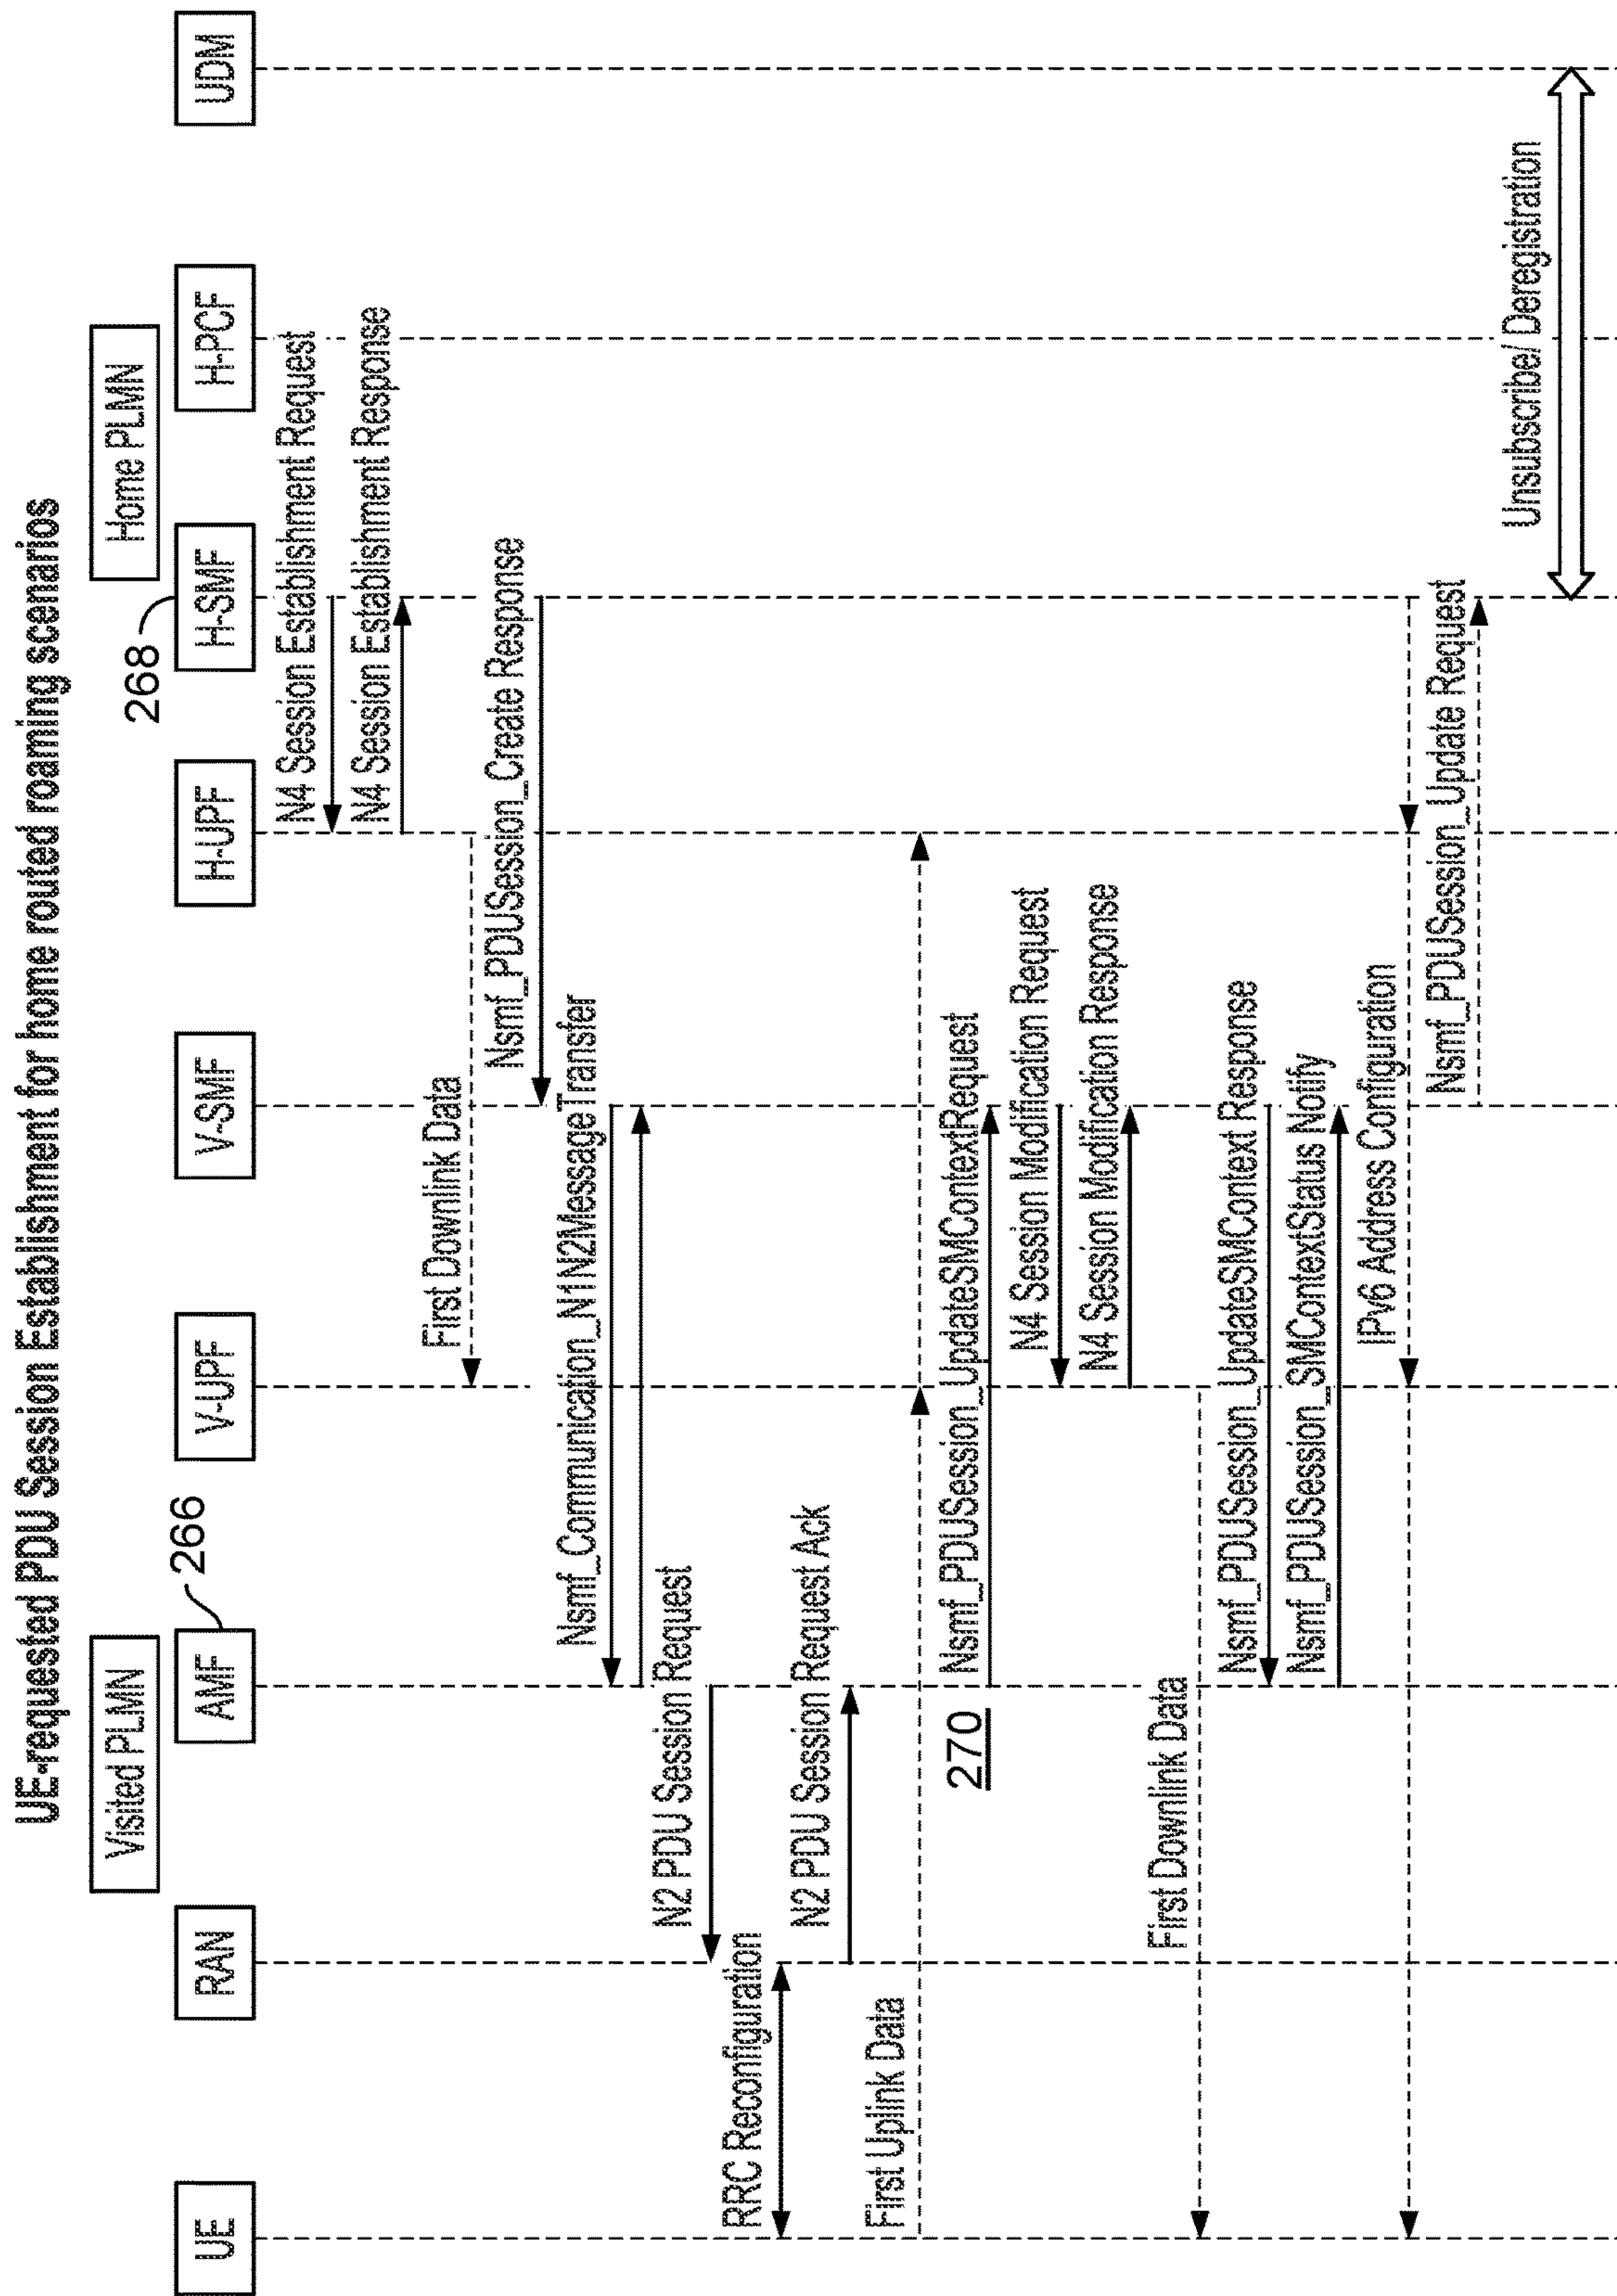 UE-requested PDU Session Establishment for home routed roaming scenarios
Visited PLMN
Home PLMN
266
268
UE
RAN
AMF
V-UPF
V-SMF
H-UPF
H-SMF
H-PCF
UDM
N4 Session Establishment Request
N4 Session Establishment Response
First Downlink Data
Nsmf_PDUSession_Create Response
Nsmf_Communication_N1N2MessageTransfer
N2 PDU Session Request
RRC Reconfiguration
N2 PDU Session Request Ack
First Uplink Data
270
Nsmf_PDUSession_UpdateSMContextRequest
N4 Session Modification Request
N4 Session Modification Response
First Downlink Data
Nsmf_PDUSession_UpdateSMContext Response
Nsmf_PDUSession_SMContextStatus Notify
IPv6 Address Configuration
Nsmf_PDUSession_Update Request
Unsubscribe/ Deregistration